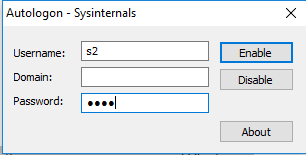 Autologon - Sysinternals
Username: s2 Enable
Domain: Disable
Password: ●●●●
About